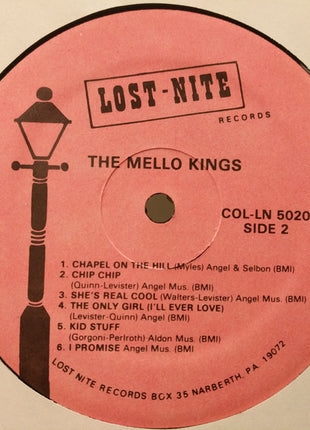 LOST-NITE
RECORDS
THE MELLO KINGS
COL-LN 5020
SIDE 2
1. CHAPEL ON THE HILL (Myles) Angel & Selbon (BMI)
2. CHIP CHIP
(Quinn-Levister) Angel Mus. (BMI)
3. SHE'S REAL COOL (Walters-Levister) Angel Mus. (BMI)
4. THE ONLY GIRL (I'LL EVER LOVE)
(Levister-Quinn) Angel (BMI)
5. KID STUFF
(Gorgoni-Perlroth) Aldon Mus. (BMI)
6. I PROMISE Angel Mus. (BMI)
LOST NITE RECORDS BOX 35 NARBERTH, PA. 19072